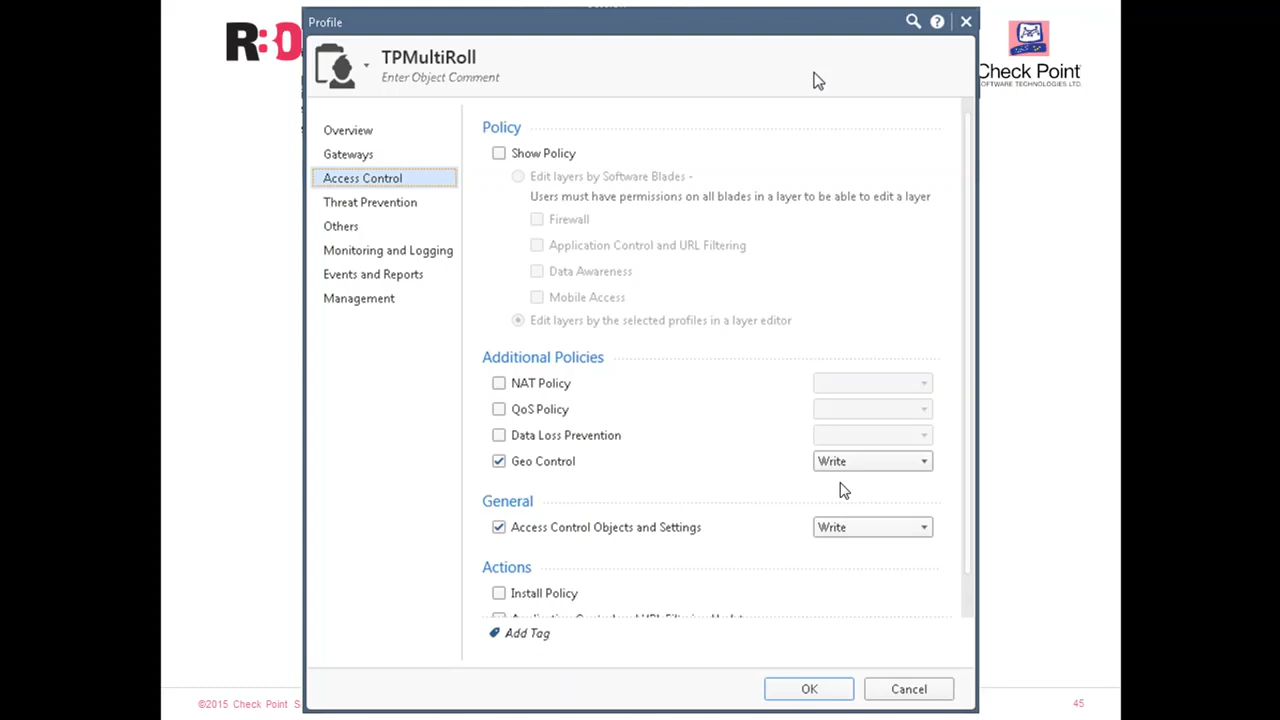 R80
Check Point
SOFTWARE TECHNOLOGIES LTD.
Profile
TPMultiRoll
Enter Object Comment
Overview
Gateways
Access Control
Threat Prevention
Others
Monitoring and Logging
Events and Reports
Management
Policy
Show Policy
Edit layers by Software Blades -
Users must have permissions on all blades in a layer to be able to edit a layer
Firewall
Application Control and URL Filtering
Data Awareness
Mobile Access
Edit layers by the selected profiles in a layer editor
Additional Policies
NAT Policy
QoS Policy
Data Loss Prevention
Geo Control Write
General
Access Control Objects and Settings Write
Actions
Install Policy
Add Tag
OK Cancel
©2015 Check Point S
45